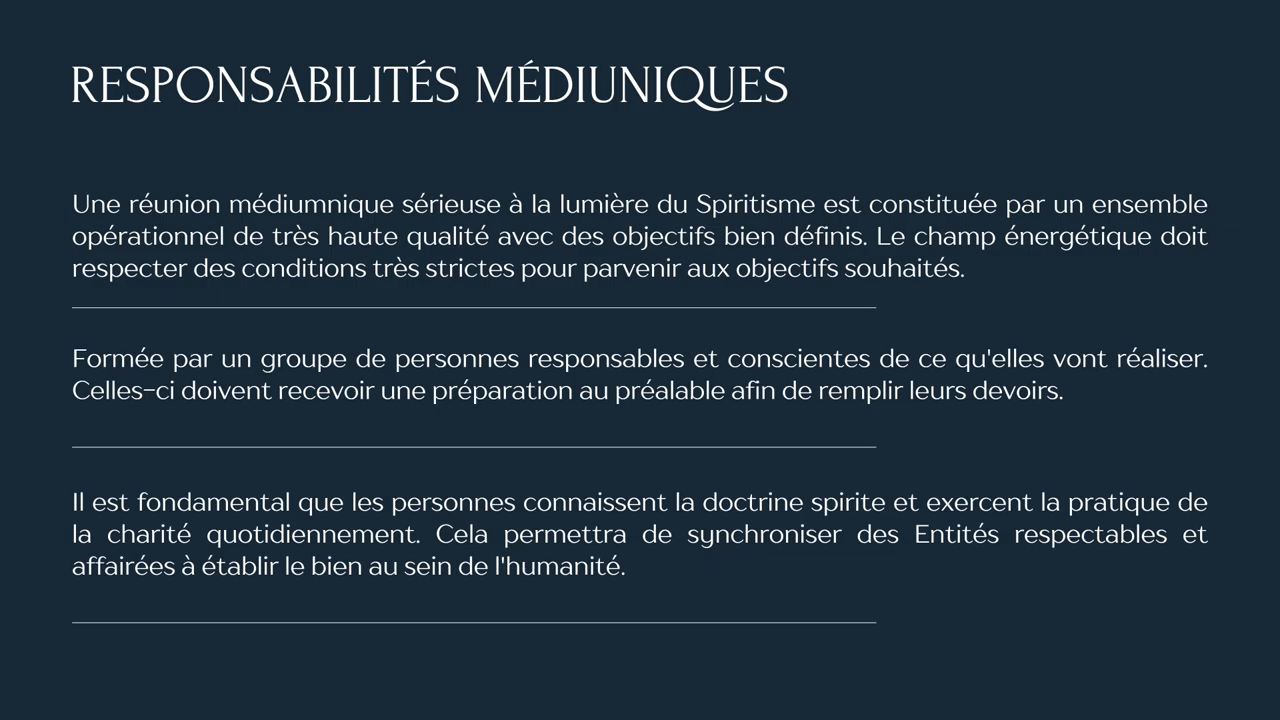 RESPONSABILITÉS MÉDIUNIQUES
Une réunion médiumnique sérieuse à la lumière du Spiritisme est constituée par un ensemble
opérationnel de très haute qualité avec des objectifs bien définis. Le champ énergétique doit
respecter des conditions très strictes pour parvenir aux objectifs souhaités.
Formée par un groupe de personnes responsables et conscientes de ce qu'elles vont réaliser.
Celles-ci doivent recevoir une préparation au préalable afin de remplir leurs devoirs.
Il est fondamental que les personnes connaissent la doctrine spirite et exercent la pratique de
la charité quotidiennement. Cela permettra de synchroniser des Entités respectables et
affairées à établir le bien au sein de l'humanité.